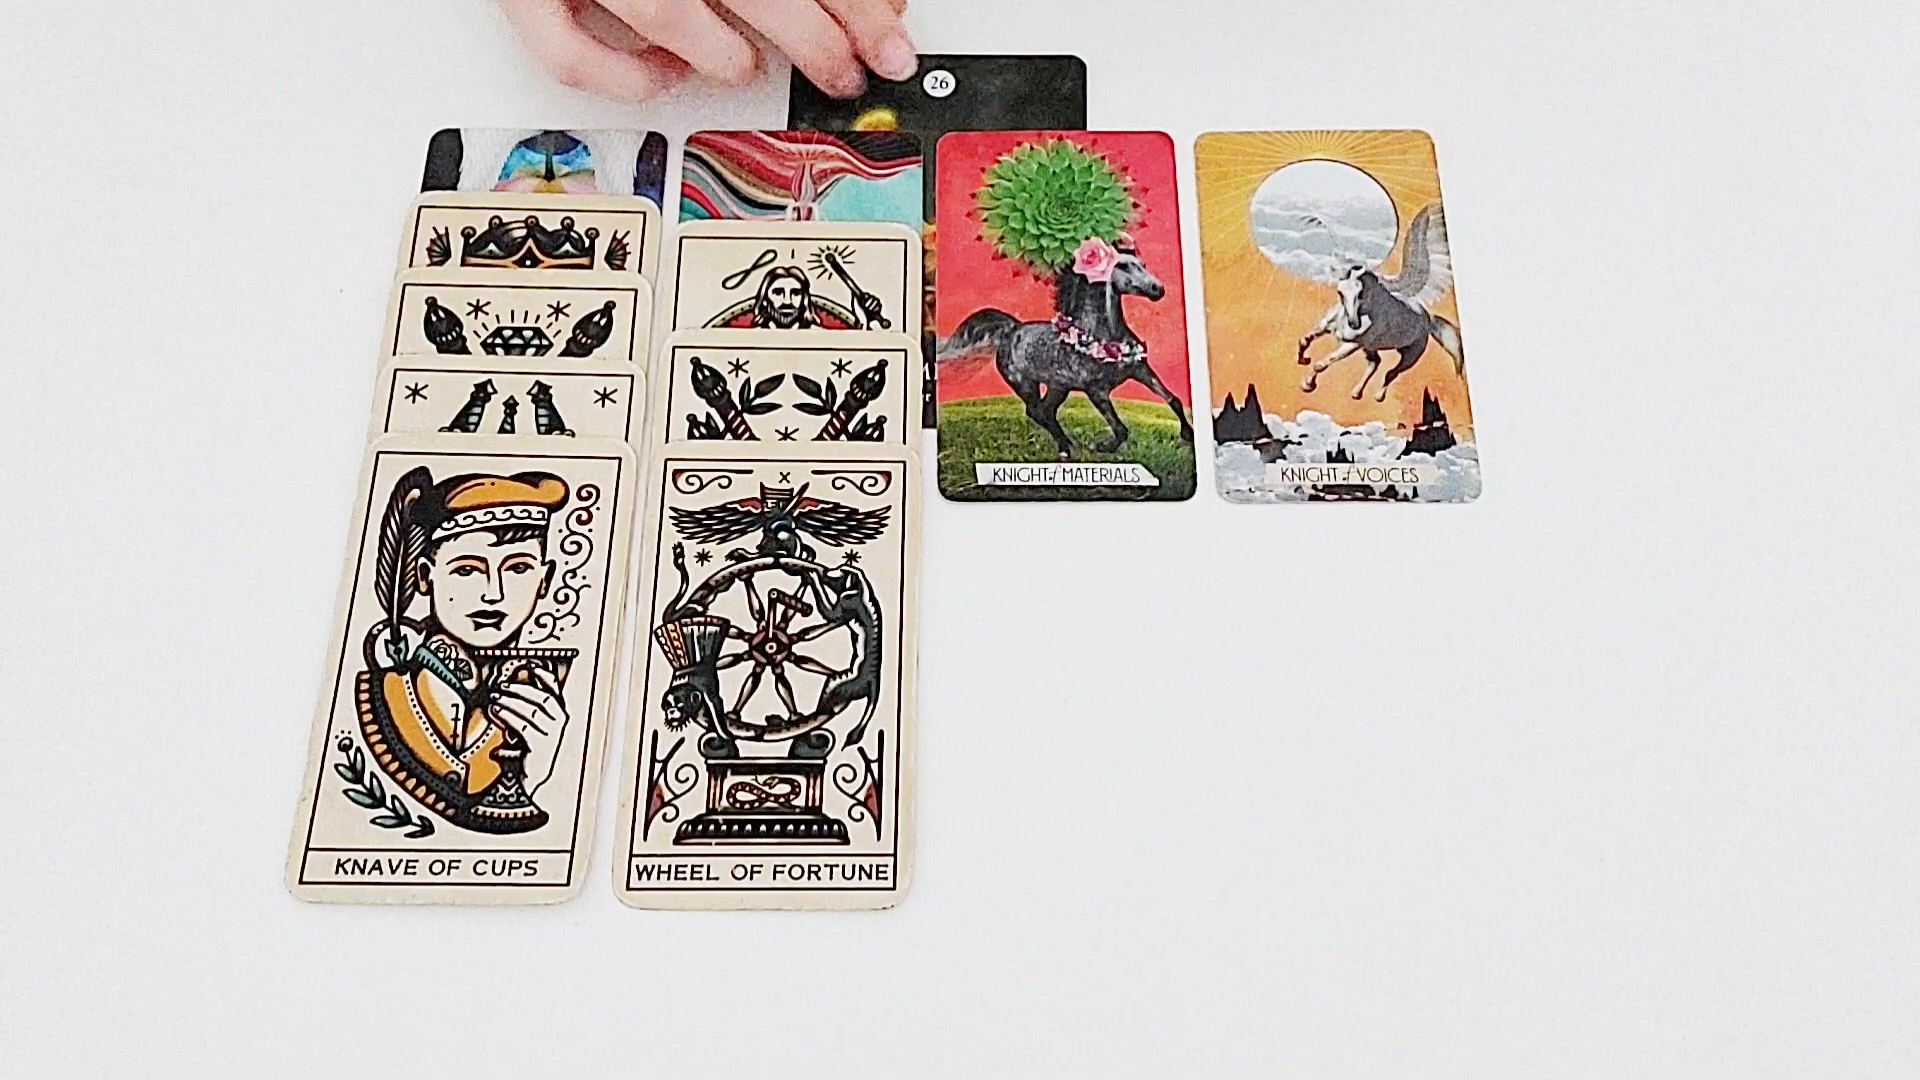 26
KNIGHT of MATERIALS
KNIGHT of VOICES
I
X
KNAVE OF CUPS
WHEEL OF FORTUNE